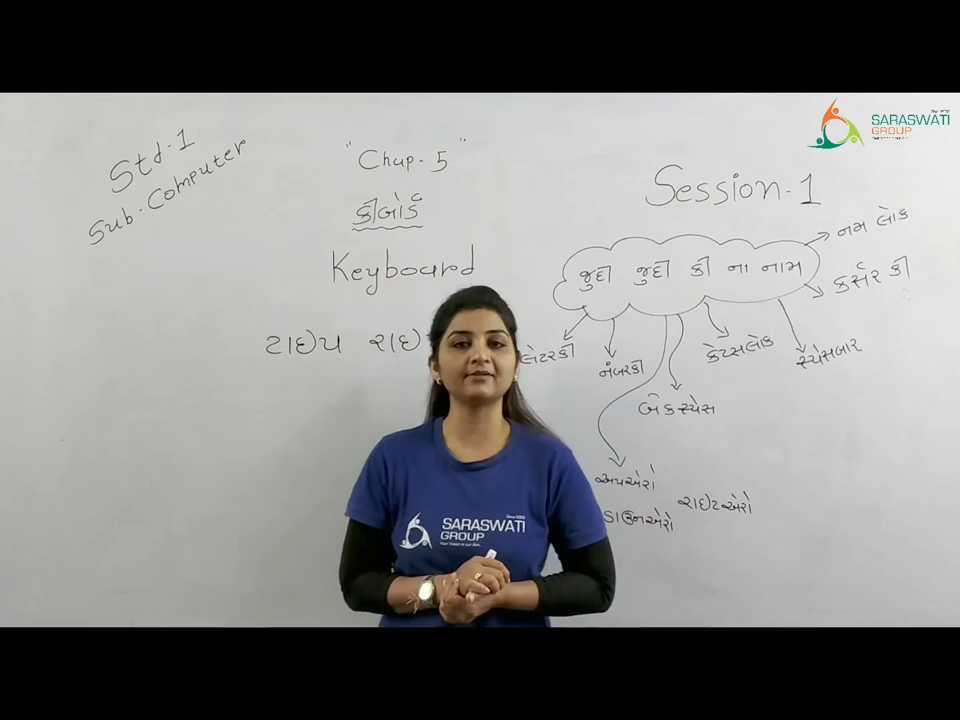 Std-1
Sub-Computer
"Chap-5"
કીબોર્ડ
Keyboard
ટાઇપ રાઇ
Session-1
જુદી જુદી કી ના નામ
નમ લોક
કર્સર કી
લેટરકી
નંબરકી
બેકસ્પેસ
કેપ્સલોક
સ્પેસબાર
અપએરો
ડાઉનએરો
રાઇટએરો
SARASWATI
GROUP
SARASWATI
GROUP